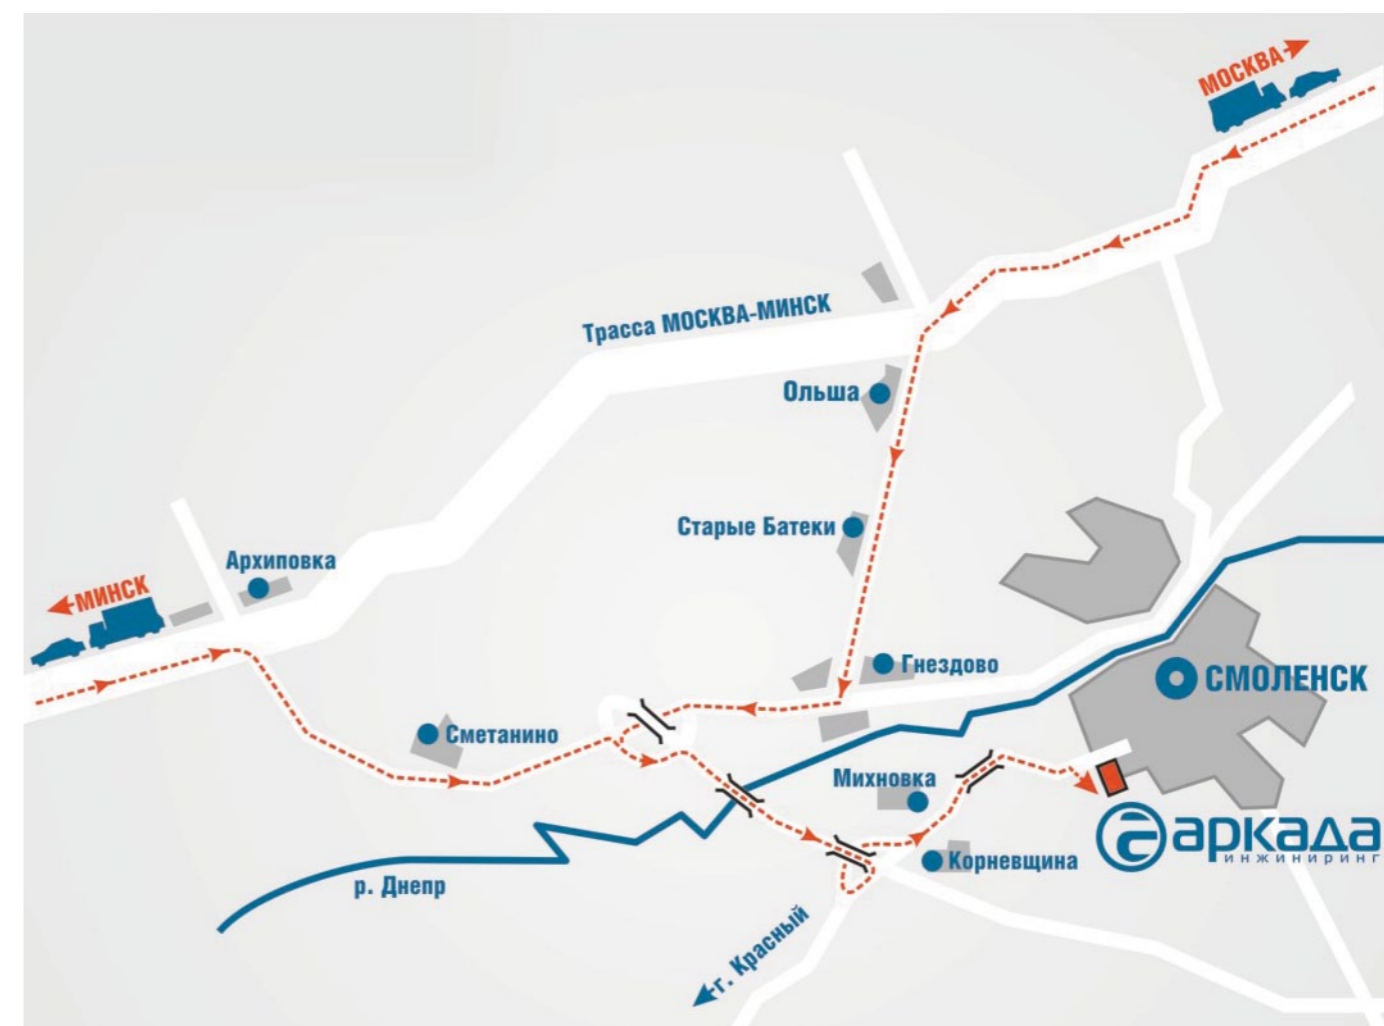 МОСКВА
Трасса МОСКВА-МИНСК
Ольша
Старые Батеки
Архиповка
МИНСК
Гнездово
СМОЛЕНСК
Сметанино
Михновка
аркада
инжиниринг
Корневщина
р. Днепр
г. Красный